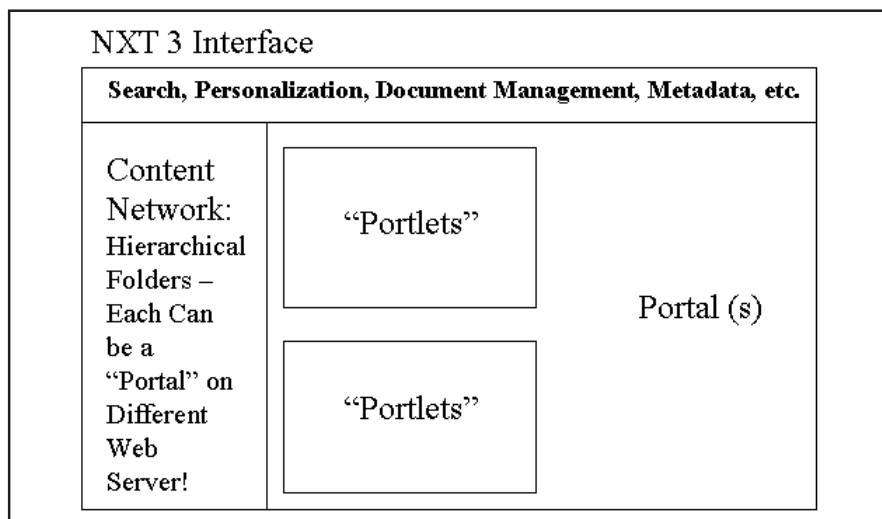 NXT 3 Interface
Search, Personalization, Document Management, Metadata, etc.
Content
Network:
Hierarchical
Folders –
Each Can
be a
“Portal” on
Different
Web
Server!
“Portlets”
“Portlets”
Portal (s)